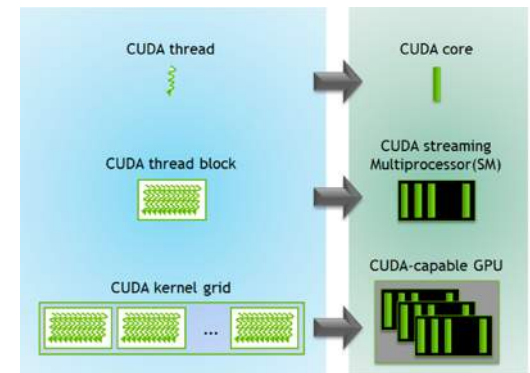 CUDA thread
CUDA core
CUDA thread block
CUDA streaming
Multiprocessor(SM)
CUDA kernel grid
...
CUDA-capable GPU